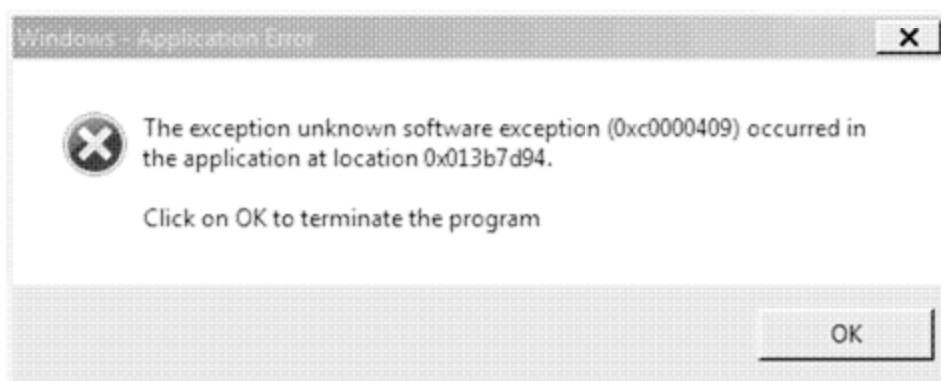 Windows - Application Error
The exception unknown software exception (0xc0000409) occurred in
the application at location 0x013b7d94.
Click on OK to terminate the program
OK